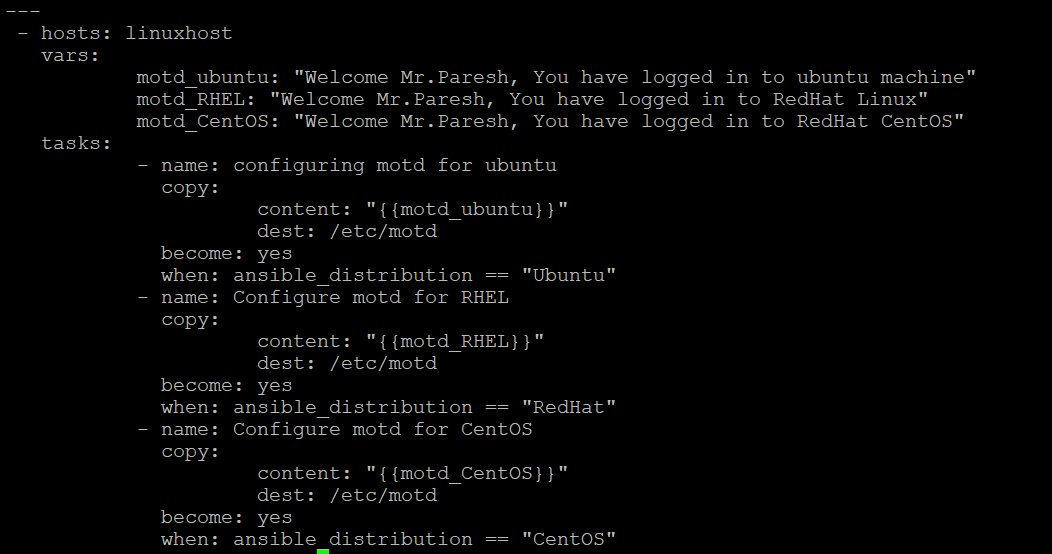 ---
 - hosts: linuxhost
   vars:
           motd_ubuntu: "Welcome Mr.Paresh, You have logged in to ubuntu machine"
           motd_RHEL: "Welcome Mr.Paresh, You have logged in to RedHat Linux"
           motd_CentOS: "Welcome Mr.Paresh, You have logged in to RedHat CentOS"
   tasks:
           - name: configuring motd for ubuntu
             copy:
                     content: "{{motd_ubuntu}}"
                     dest: /etc/motd
             become: yes
             when: ansible_distribution == "Ubuntu"
           - name: Configure motd for RHEL
             copy:
                     content: "{{motd_RHEL}}"
                     dest: /etc/motd
             become: yes
             when: ansible_distribution == "RedHat"
           - name: Configure motd for CentOS
             copy:
                     content: "{{motd_CentOS}}"
                     dest: /etc/motd
             become: yes
             when: ansible_distribution == "CentOS"